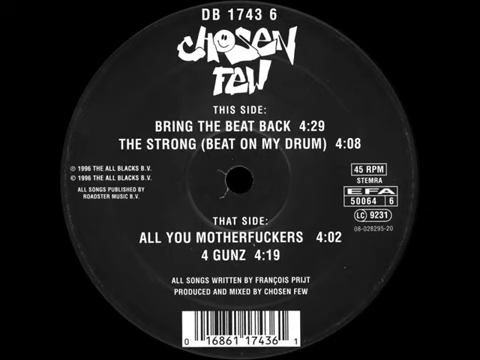 DB 1743 6
CHOSEN
FEW
THIS SIDE:
BRING THE BEAT BACK 4:29
THE STRONG (BEAT ON MY DRUM) 4:08
℗ 1996 THE ALL BLACKS B.V.
© 1996 THE ALL BLACKS B.V.
ALL SONGS PUBLISHED BY
ROADSTER MUSIC B.V.
45 RPM
STEMRA
EFA
50064 6
LC 9231
08-028295-20
THAT SIDE:
ALL YOU MOTHERFUCKERS 4:02
4 GUNZ 4:19
ALL SONGS WRITTEN BY FRANÇOIS PRIJT
PRODUCED AND MIXED BY CHOSEN FEW
0 16861 17436 1